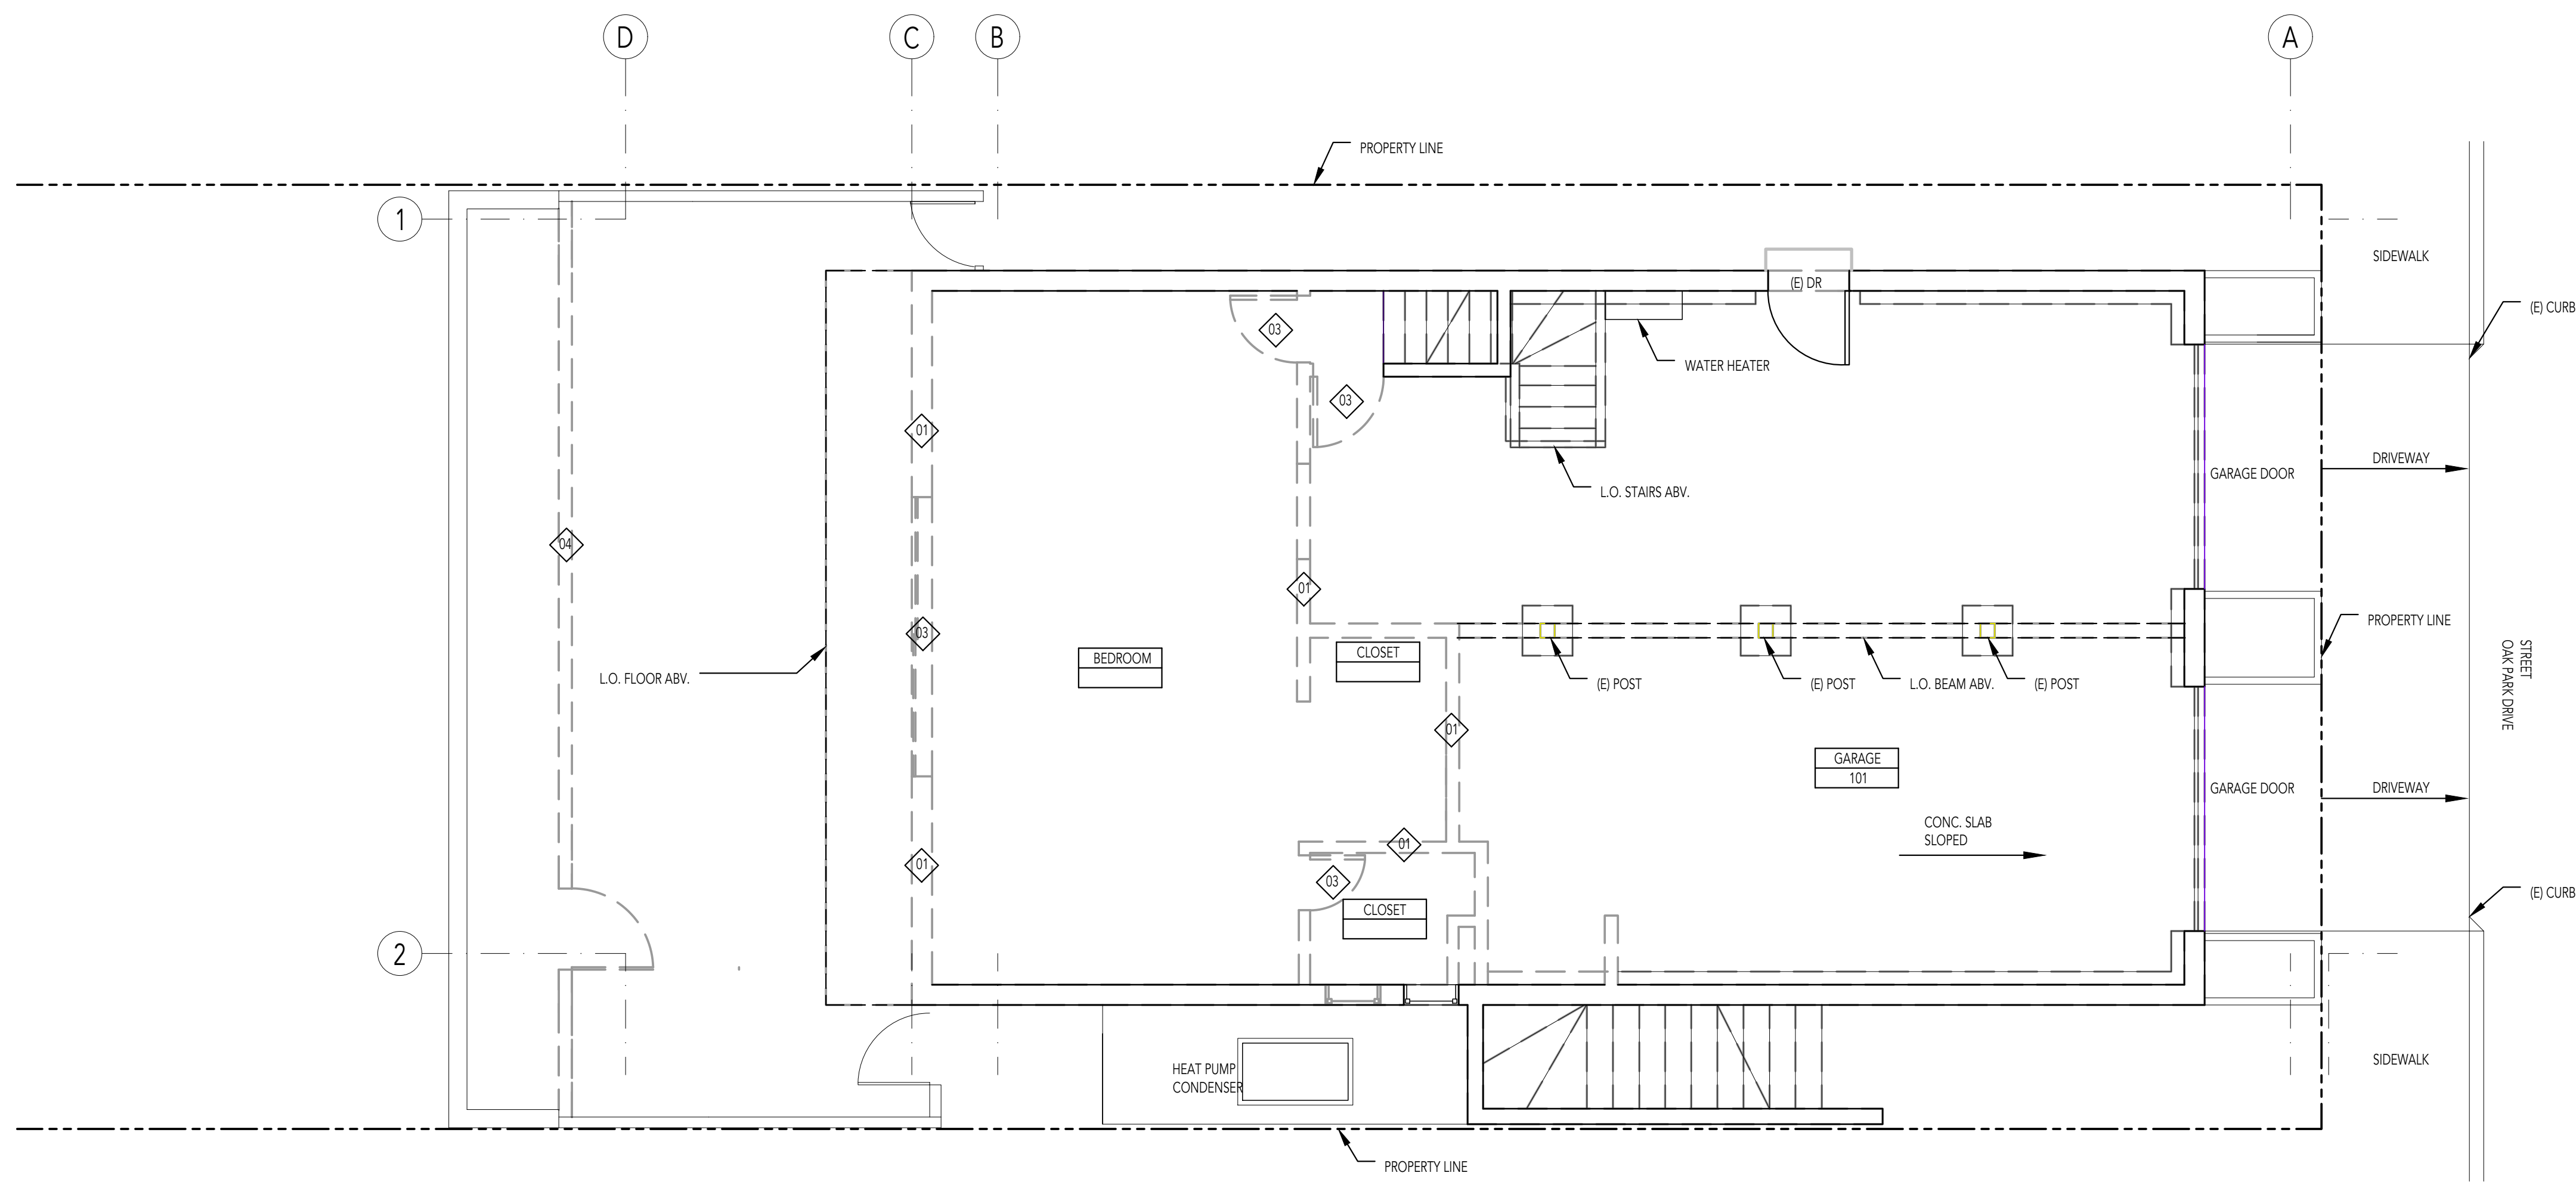 D
C
B
A
PROPERTY LINE
1
SIDEWALK
(E) DR
(E) CURB
03
WATER HEATER
03
01
DRIVEWAY
GARAGE DOOR
L.O. STAIRS ABV.
04
01
PROPERTY LINE
03
BEDROOM
CLOSET
STREET
OAK PARK DRIVE
L.O. FLOOR ABV.
(E) POST
(E) POST
L.O. BEAM ABV.
(E) POST
01
GARAGE
101
GARAGE DOOR
DRIVEWAY
CONC. SLAB
SLOPED
01
01
03
(E) CURB
CLOSET
2
SIDEWALK
HEAT PUMP
CONDENSER
PROPERTY LINE